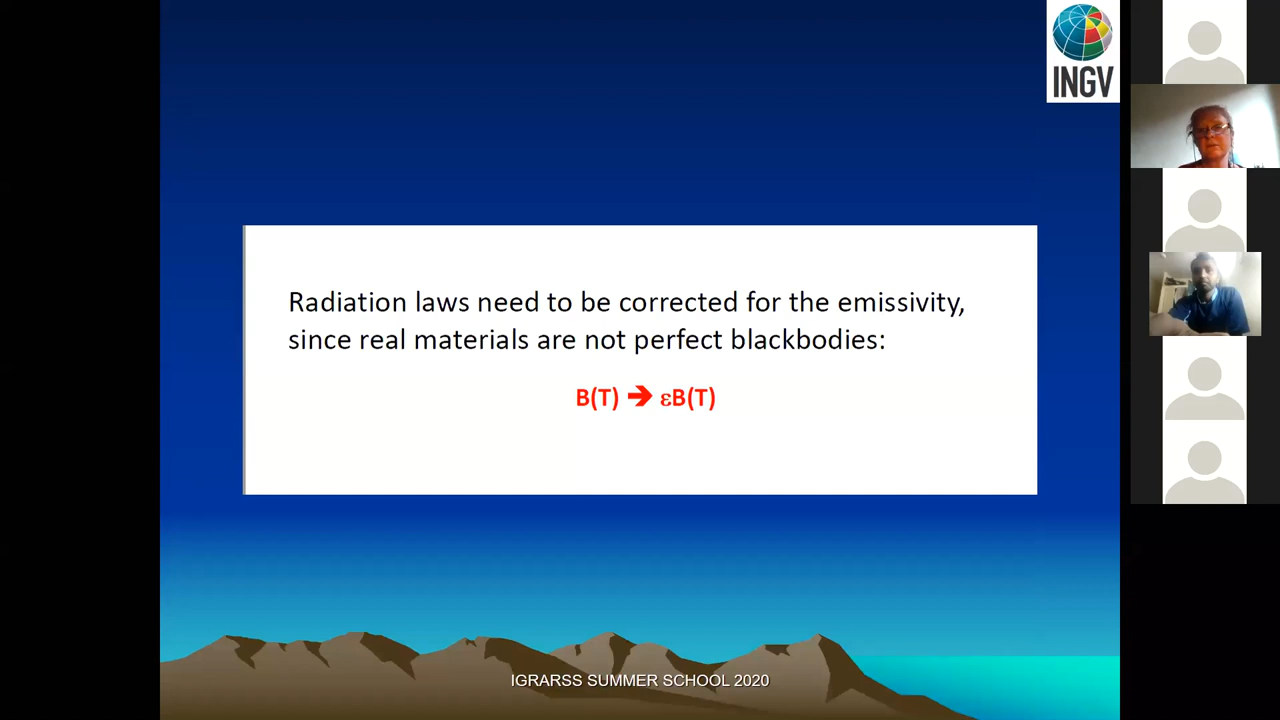 INGV
Radiation laws need to be corrected for the emissivity,
since real materials are not perfect blackbodies:
B(T) ➔ εB(T)
IGRARSS SUMMER SCHOOL 2020